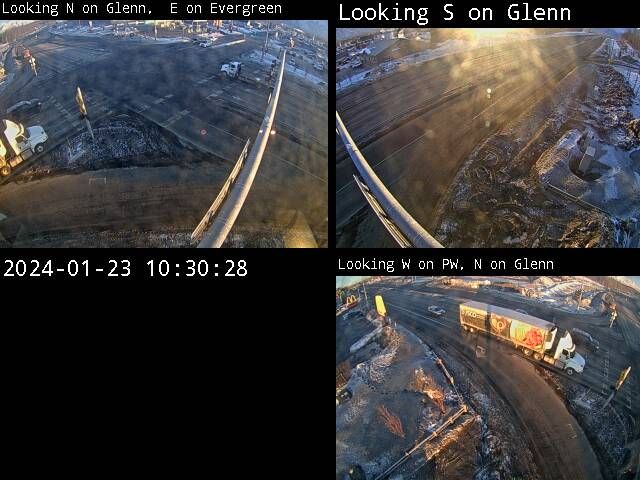 Looking N on Glenn,  E on Evergreen
Looking S on Glenn
2024-01-23 10:30:28
Looking W on PW, N on Glenn